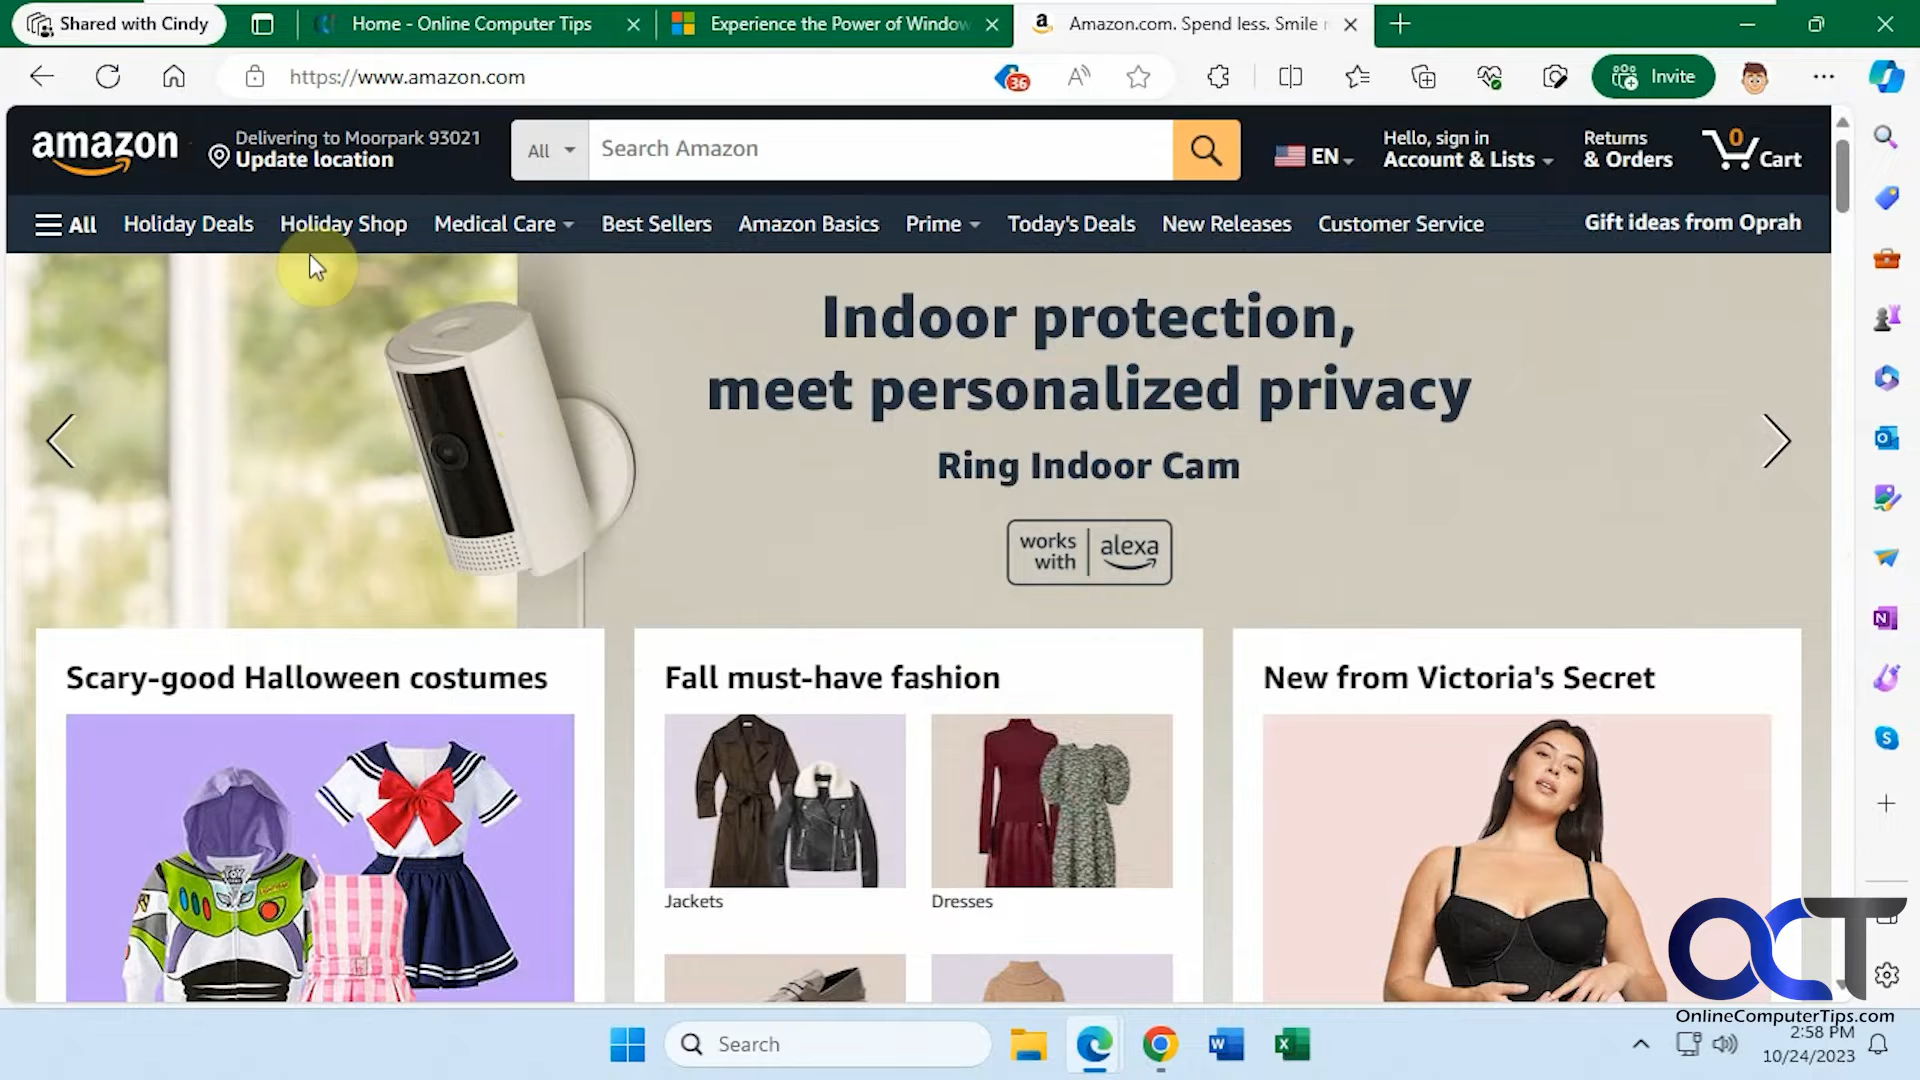 Shared with Cindy
Home - Online Computer Tips
Experience the Power of Window
Amazon.com. Spend less. Smile
https://www.amazon.com
36
Invite
amazon
Delivering to Moorpark 93021
Update location
All
Search Amazon
EN
Hello, sign in
Account & Lists
Returns
& Orders
0
Cart
All
Holiday Deals
Holiday Shop
Medical Care
Best Sellers
Amazon Basics
Prime
Today's Deals
New Releases
Customer Service
Gift ideas from Oprah
Indoor protection,
meet personalized privacy
Ring Indoor Cam
works
with
alexa
Scary-good Halloween costumes
Fall must-have fashion
New from Victoria's Secret
Jackets
Dresses
OCT
OnlineComputerTips.com
Search
2:58 PM
10/24/2023